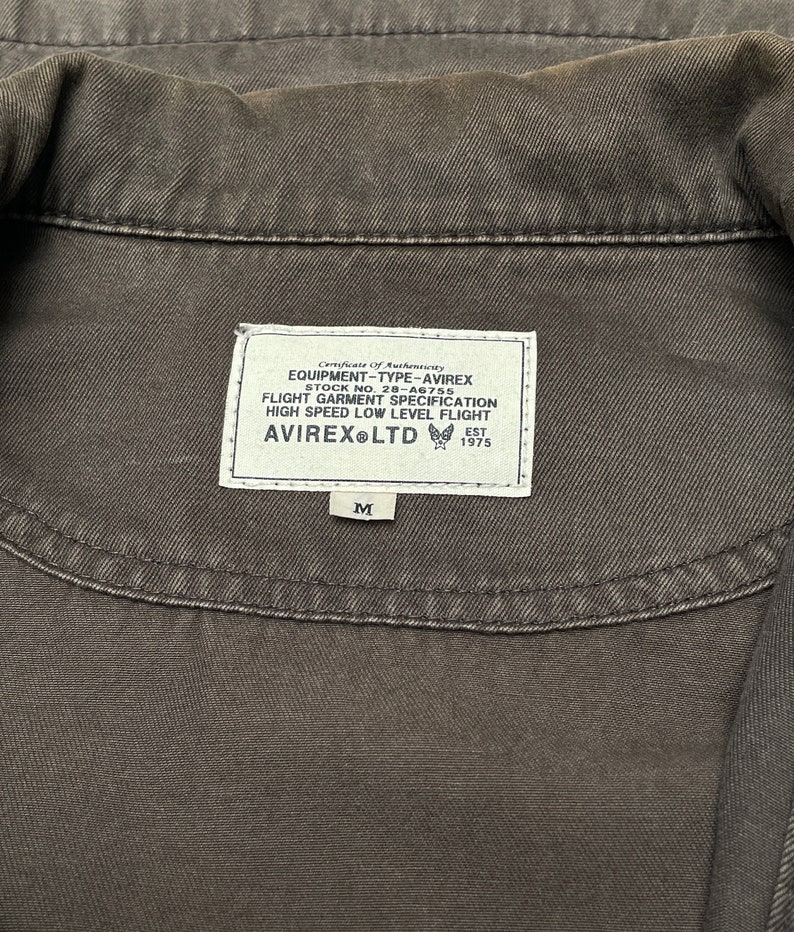 Certificate Of Authenticity
EQUIPMENT-TYPE-AVIREX
STOCK NO. 28-A6755
FLIGHT GARMENT SPECIFICATION
HIGH SPEED LOW LEVEL FLIGHT
AVIREX® LTD EST 1975
M